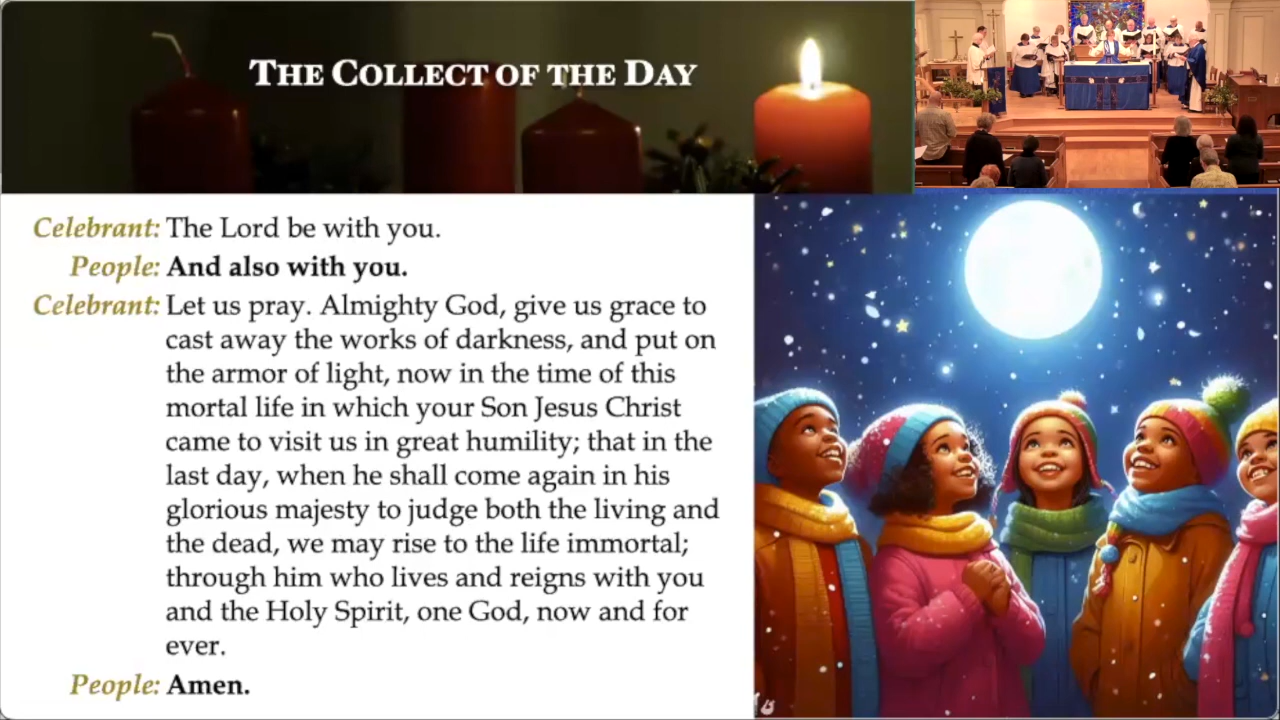 THE COLLECT OF THE DAY
Celebrant: The Lord be with you.
People: And also with you.
Celebrant: Let us pray. Almighty God, give us grace to
cast away the works of darkness, and put on
the armor of light, now in the time of this
mortal life in which your Son Jesus Christ
came to visit us in great humility; that in the
last day, when he shall come again in his
glorious majesty to judge both the living and
the dead, we may rise to the life immortal;
through him who lives and reigns with you
and the Holy Spirit, one God, now and for
ever.
People: Amen.